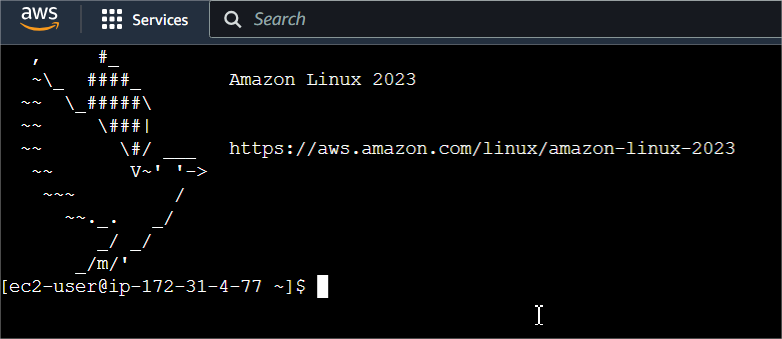 aws
Services
Search
   ,     #_
   ~\_  ####_        Amazon Linux 2023
  ~~  \_#####\
  ~~     \###|
  ~~       \#/ ___   https://aws.amazon.com/linux/amazon-linux-2023
   ~~       V~' '->
    ~~~         /
      ~~._.   _/
         _/ _/
       _/m/'
[ec2-user@ip-172-31-4-77 ~]$